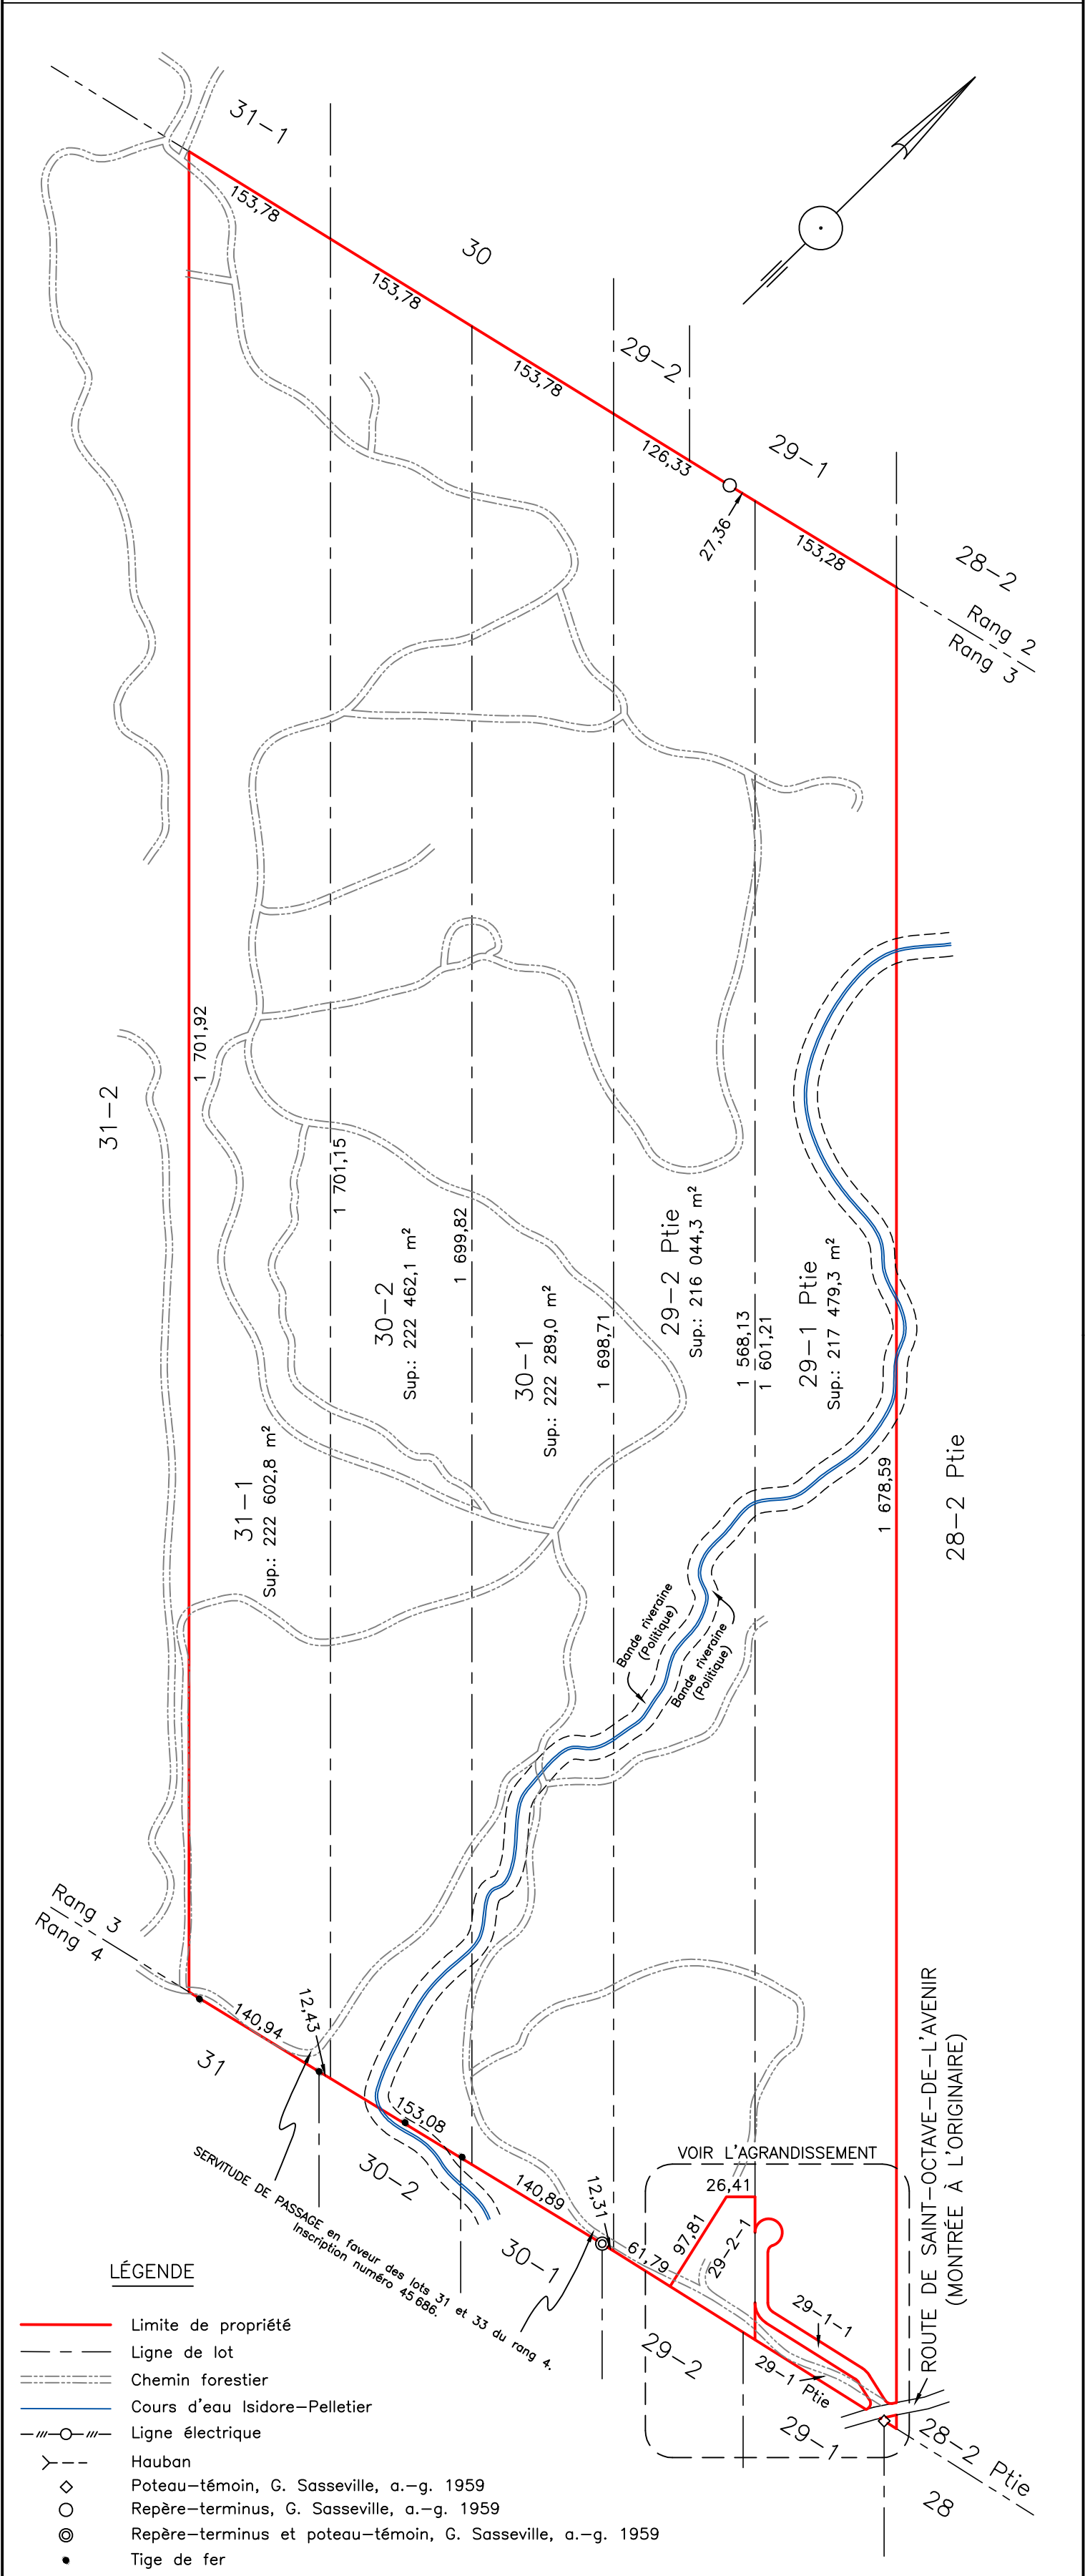 31-1
153,78
30
153,78
153,78
29-2
126,33
29-1
27,36
153,28
28-2
Rang 2
Rang 3
1 701,92
31-2
1 701,15
1 699,82
30-2
Sup.: 222 462,1 m²
30-1
Sup.: 222 289,0 m²
1 698,71
29-2 Ptie
Sup.: 216 044,3 m²
1 568,13
1 601,21
29-1 Ptie
Sup.: 217 479,3 m²
31-1
Sup.: 222 602,8 m²
1 678,59
28-2 Ptie
Bande riveraine
(Politique)
Bande riveraine
(Politique)
Rang 3
Rang 4
140,94
12,43
31
153,08
30-2
140,89
12,31
30-1
SERVITUDE DE PASSAGE en faveur des lots 31 et 33 du rang 4.
Inscription numéro 45 686.
VOIR L'AGRANDISSEMENT
26,41
97,81
29-2-1
61,79
29-1-1
29-2
29-1 Ptie
29-1
ROUTE DE SAINT-OCTAVE-DE-L'AVENIR
(MONTRÉE À L'ORIGINAIRE)
28-2 Ptie
28
LÉGENDE
Limite de propriété
Ligne de lot
Chemin forestier
Cours d'eau Isidore-Pelletier
Ligne électrique
Hauban
Poteau-témoin, G. Sasseville, a.-g. 1959
Repère-terminus, G. Sasseville, a.-g. 1959
Repère-terminus et poteau-témoin, G. Sasseville, a.-g. 1959
Tige de fer